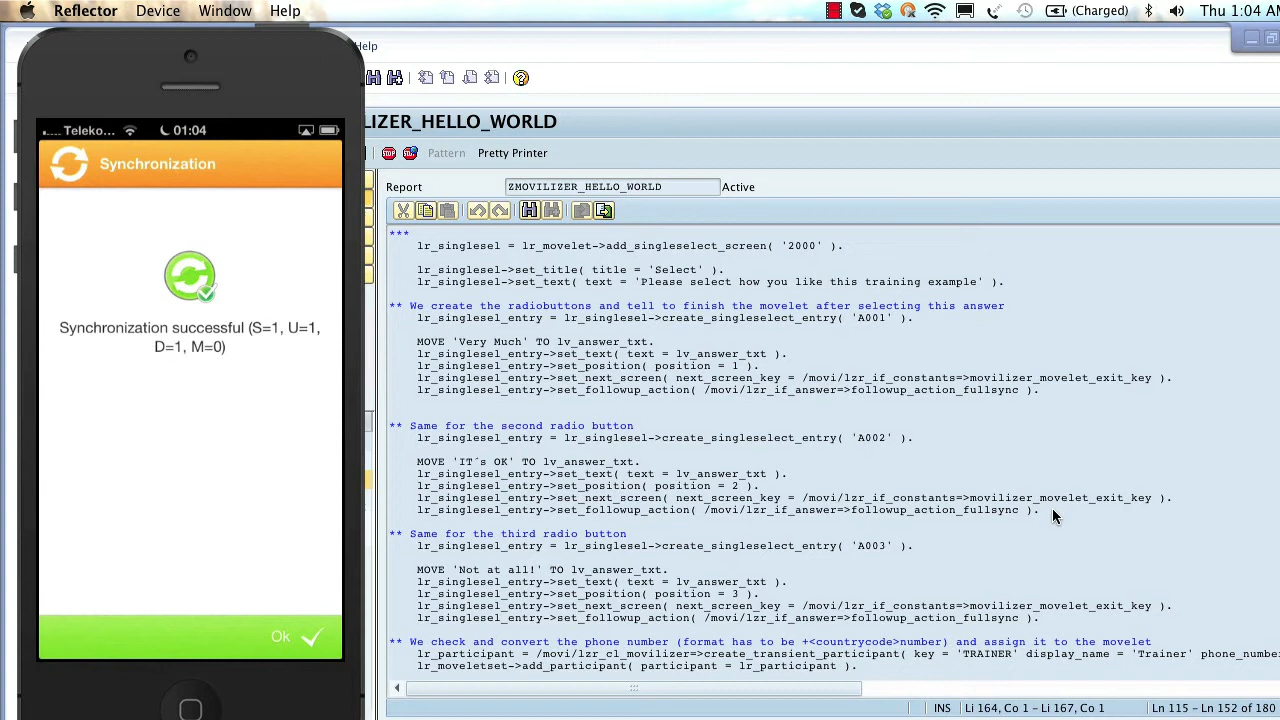 Reflector Device Window Help (Charged) Thu 1:04 AM
Help
Teleko... 01:04
Synchronization
Synchronization successful (S=1, U=1,
D=1, M=0)
Ok
IZER_HELLO_WORLD
Pattern Pretty Printer
Report ZMOVILIZER_HELLO_WORLD Active
***
lr_singlesel = lr_movelet->add_singleselect_screen( '2000' ).
lr_singlesel->set_title( title = 'Select' ).
lr_singlesel->set_text( text = 'Please select how you like this training example' ).
** We create the radiobuttons and tell to finish the movelet after selecting this answer
lr_singlesel_entry = lr_singlesel->create_singleselect_entry( 'A001' ).
MOVE 'Very Much' TO lv_answer_txt.
lr_singlesel_entry->set_text( text = lv_answer_txt ).
lr_singlesel_entry->set_position( position = 1 ).
lr_singlesel_entry->set_next_screen( next_screen_key = /movi/lzr_if_constants=>movilizer_movelet_exit_key ).
lr_singlesel_entry->set_followup_action( /movi/lzr_if_answer=>followup_action_fullsync ).
** Same for the second radio button
lr_singlesel_entry = lr_singlesel->create_singleselect_entry( 'A002' ).
MOVE 'IT´s OK' TO lv_answer_txt.
lr_singlesel_entry->set_text( text = lv_answer_txt ).
lr_singlesel_entry->set_position( position = 2 ).
lr_singlesel_entry->set_next_screen( next_screen_key = /movi/lzr_if_constants=>movilizer_movelet_exit_key ).
lr_singlesel_entry->set_followup_action( /movi/lzr_if_answer=>followup_action_fullsync ).
** Same for the third radio button
lr_singlesel_entry = lr_singlesel->create_singleselect_entry( 'A003' ).
MOVE 'Not at all!' TO lv_answer_txt.
lr_singlesel_entry->set_text( text = lv_answer_txt ).
lr_singlesel_entry->set_position( position = 3 ).
lr_singlesel_entry->set_next_screen( next_screen_key = /movi/lzr_if_constants=>movilizer_movelet_exit_key ).
lr_singlesel_entry->set_followup_action( /movi/lzr_if_answer=>followup_action_fullsync ).
** We check and convert the phone number (format has to be +<countrycode>number) and assign it to the movelet
lr_participant = /movi/lzr_cl_movilizer=>create_transient_participant( key = 'TRAINER' display_name = 'Trainer' phone_number
lr_moveletset->add_participant( participant = lr_participant ).
INS Li 164, Co 1 - Li 167, Co 1 Ln 115 - Ln 152 of 180